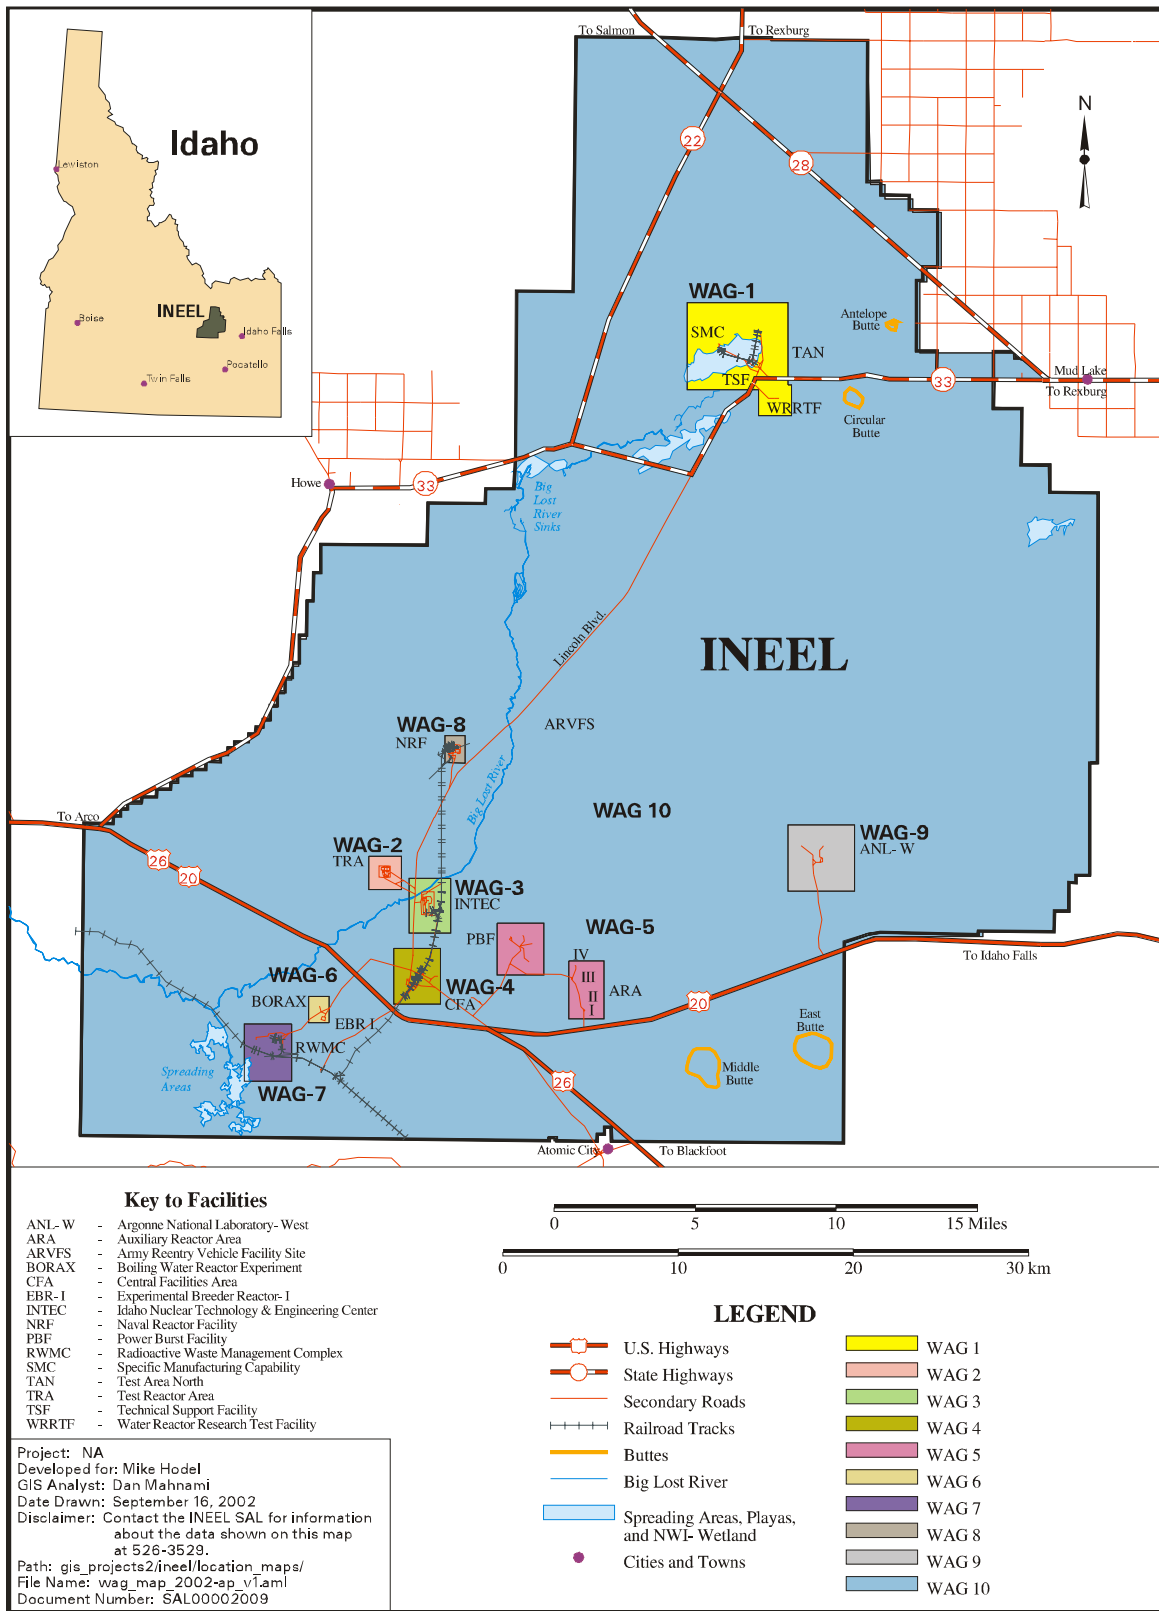 To Salmon
To Rexburg
Idaho
Lewiston
INEEL
Boise
Idaho Falls
Pocatello
Twin Falls
N
22
28
WAG-1
SMC
TAN
TSF
WRRTF
Antelope
Butte
33
Mud Lake
To Rexburg
Circular
Butte
Howe
33
Big
Lost
River
Sinks
Lincoln Blvd.
INEEL
WAG-8
NRF
ARVFS
Big Lost River
WAG 10
To Arco
26
20
WAG-2
TRA
WAG-9
ANL- W
WAG-3
INTEC
PBF
WAG-5
IV
III
II
I
ARA
To Idaho Falls
WAG-6
BORAX
WAG-4
CFA
EBR I
20
East
Butte
RWMC
Spreading
Areas
WAG-7
26
Middle
Butte
Atomic City
To Blackfoot
Key to Facilities
ANL- W - Argonne National Laboratory- West
ARA - Auxiliary Reactor Area
ARVFS - Army Reentry Vehicle Facility Site
BORAX - Boiling Water Reactor Experiment
CFA - Central Facilities Area
EBR- I - Experimental Breeder Reactor- I
INTEC - Idaho Nuclear Technology & Engineering Center
NRF - Naval Reactor Facility
PBF - Power Burst Facility
RWMC - Radioactive Waste Management Complex
SMC - Specific Manufacturing Capability
TAN - Test Area North
TRA - Test Reactor Area
TSF - Technical Support Facility
WRRTF - Water Reactor Research Test Facility
0 5 10 15 Miles
0 10 20 30 km
LEGEND
U.S. Highways
State Highways
Secondary Roads
Railroad Tracks
Buttes
Big Lost River
Spreading Areas, Playas,
and NWI- Wetland
Cities and Towns
WAG 1
WAG 2
WAG 3
WAG 4
WAG 5
WAG 6
WAG 7
WAG 8
WAG 9
WAG 10
Project: NA
Developed for: Mike Hodel
GIS Analyst: Dan Mahnami
Date Drawn: September 16, 2002
Disclaimer: Contact the INEEL SAL for information
about the data shown on this map
at 526-3529.
Path: gis_projects2/ineel/location_maps/
File Name: wag_map_2002-ap_v1.aml
Document Number: SAL00002009